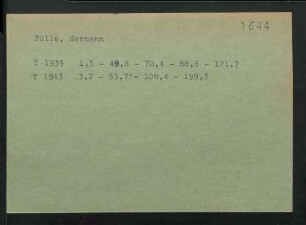 1644
Pülle, Hermann
T 1939 1,5 - 49,8 - 70,4 - 88,6 - 171,7
T 1943 3,2 - 53,7 - 108,4 - 199,3